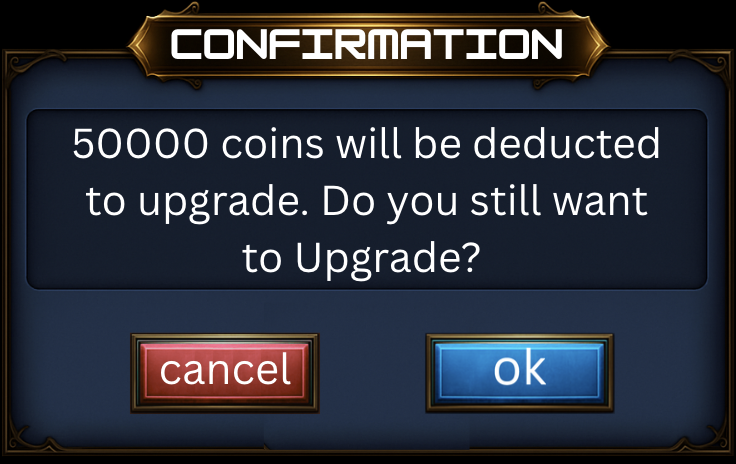 CONFIRMATION
50000 coins will be deducted
to upgrade. Do you still want
to Upgrade?
cancel
ok